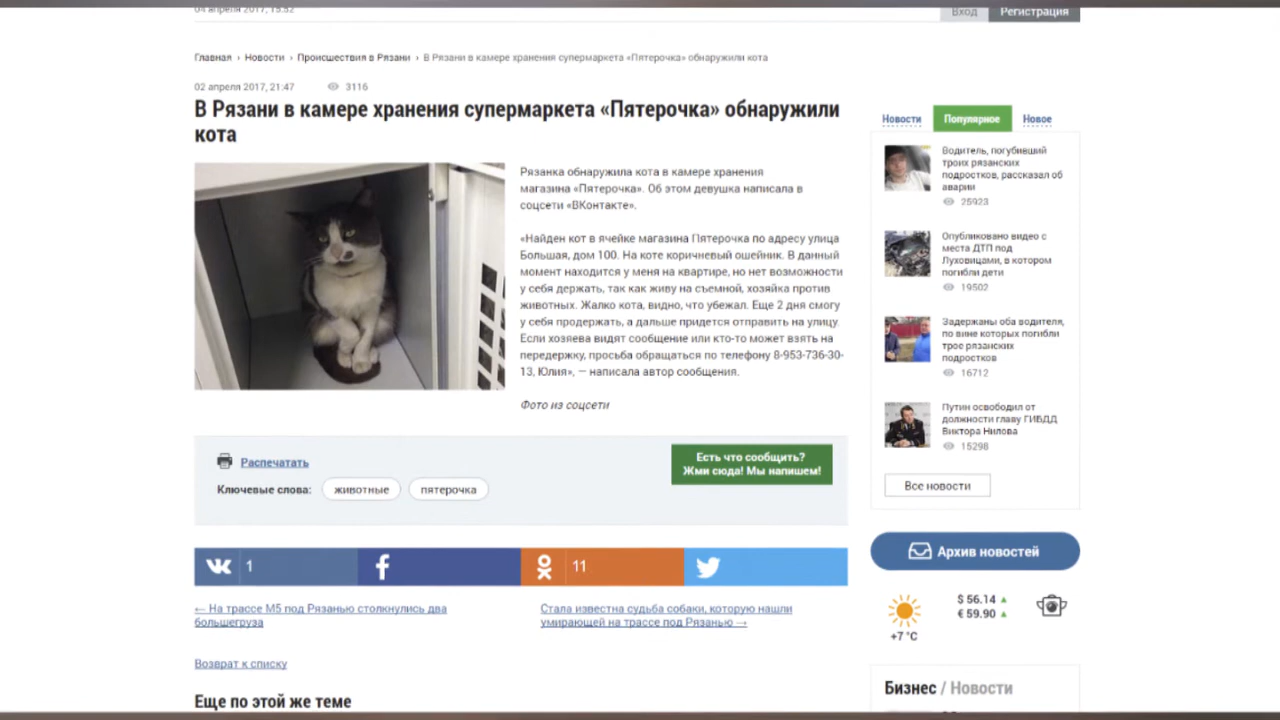 04 апреля 2017, 15:52
Вход
Регистрация
Главная › Новости › Происшествия в Рязани › В Рязани в камере хранения супермаркета «Пятерочка» обнаружили кота
02 апреля 2017, 21:47
3116
В Рязани в камере хранения супермаркета «Пятерочка» обнаружили
кота
Рязанка обнаружила кота в камере хранения
магазина «Пятерочка». Об этом девушка написала в
соцсети «ВКонтакте».
«Найден кот в ячейке магазина Пятерочка по адресу улица
Большая, дом 100. На коте коричневый ошейник. В данный
момент находится у меня на квартире, но нет возможности
у себя держать, так как живу на съемной, хозяйка против
животных. Жалко кота, видно, что убежал. Еще 2 дня смогу
у себя продержать, а дальше придется отправить на улицу.
Если хозяева видят сообщение или кто-то может взять на
передержку, просьба обращаться по телефону 8-953-736-30-
13, Юлия», — написала автор сообщения.
Фото из соцсети
Распечатать
Ключевые слова: животные пятерочка
Есть что сообщить?
Жми сюда! Мы напишем!
1
11
← На трассе М5 под Рязанью столкнулись два
большегруза
Стала известна судьба собаки, которую нашли
умирающей на трассе под Рязанью →
Возврат к списку
Еще по этой же теме
Новости
Популярное
Новое
Водитель, погубивший
троих рязанских
подростков, рассказал об
аварии
25923
Опубликовано видео с
места ДТП под
Луховицами, в котором
погибли дети
19502
Задержаны оба водителя,
по вине которых погибли
трое рязанских
подростков
16712
Путин освободил от
должности главу ГИБДД
Виктора Нилова
15298
Все новости
Архив новостей
$ 56.14
€ 59.90
+7 °C
Бизнес / Новости